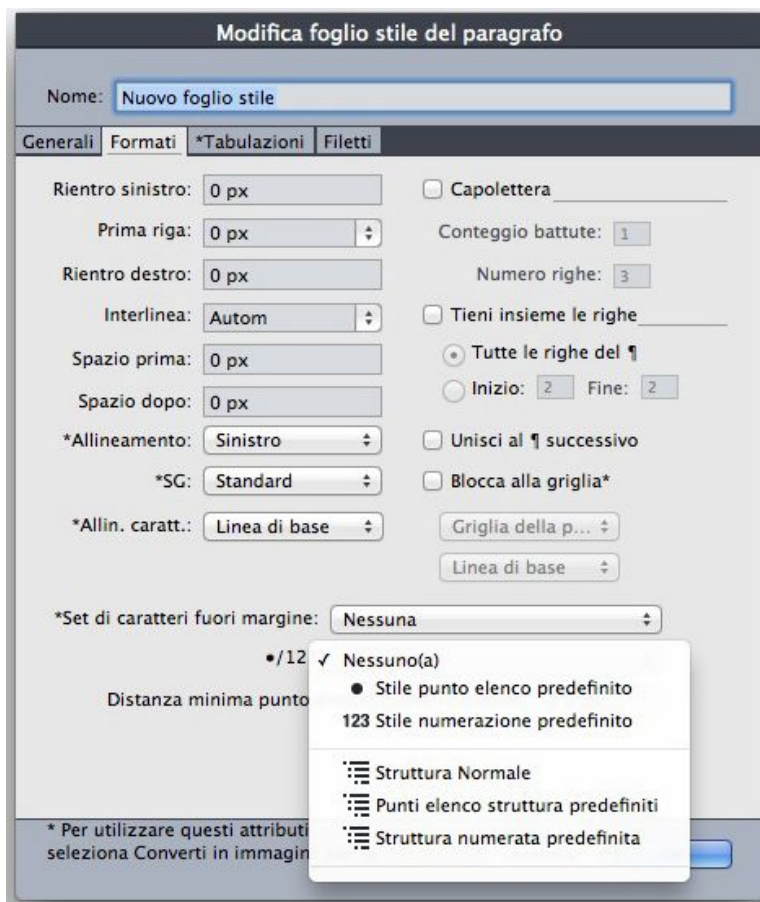 Modifica foglio stile del paragrafo
Nome: Nuovo foglio stile
Generali Formati *Tabulazioni Filetti
Rientro sinistro: 0 px
Prima riga: 0 px
Rientro destro: 0 px
Interlinea: Autom
Spazio prima: 0 px
Spazio dopo: 0 px
*Allineamento: Sinistro
*SG: Standard
*Allin. caratt.: Linea di base
Capolettera
Conteggio battute: 1
Numero righe: 3
Tieni insieme le righe
Tutte le righe del ¶
Inizio: 2 Fine: 2
Unisci al ¶ successivo
Blocca alla griglia*
Griglia della p...
Linea di base
*Set di caratteri fuori margine: Nessuna
•/12
✓ Nessuno(a)
Distanza minima punto
● Stile punto elenco predefinito
123 Stile numerazione predefinito
Struttura Normale
Punti elenco struttura predefiniti
Struttura numerata predefinita
* Per utilizzare questi attributi
seleziona Converti in immagin